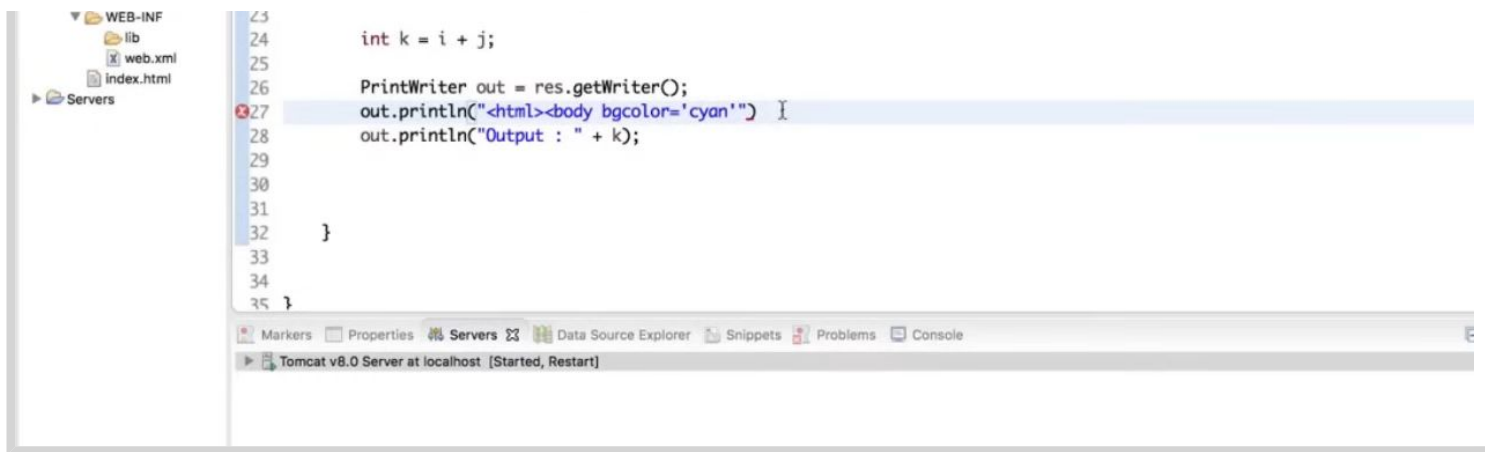 WEB-INF
lib
web.xml
index.html
Servers
23
24 int k = i + j;
25
26 PrintWriter out = res.getWriter();
27 out.println("<html><body bgcolor='cyan'")
28 out.println("Output : " + k);
29
30
31
32 }
33
34
35 }
Markers Properties Servers Data Source Explorer Snippets Problems Console
Tomcat v8.0 Server at localhost [Started, Restart]